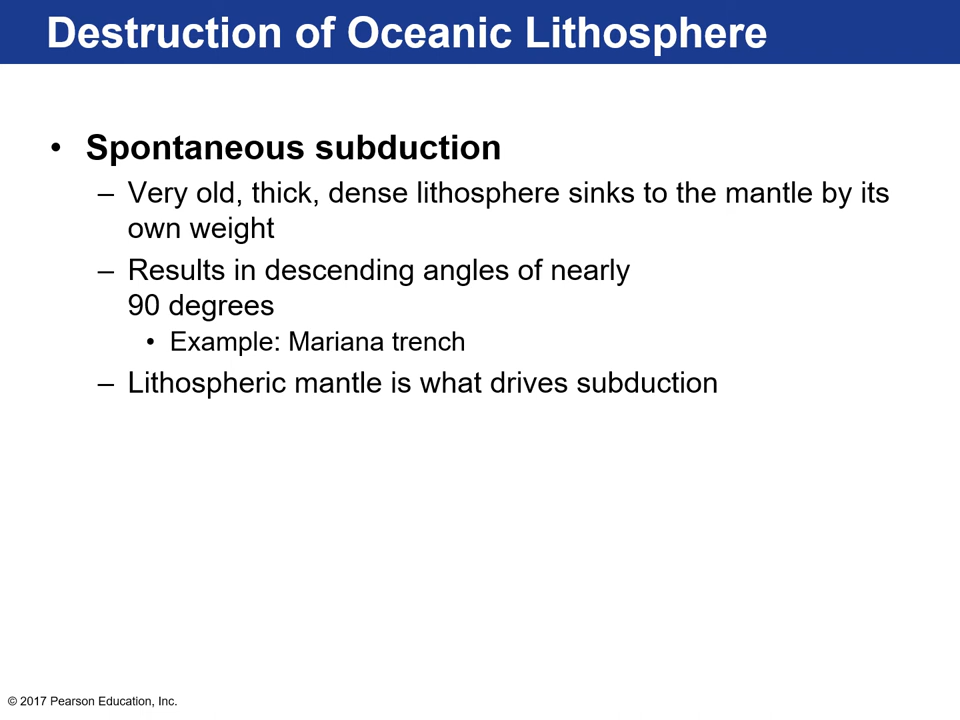 Destruction of Oceanic Lithosphere
• Spontaneous subduction
– Very old, thick, dense lithosphere sinks to the mantle by its
own weight
– Results in descending angles of nearly
90 degrees
• Example: Mariana trench
– Lithospheric mantle is what drives subduction
© 2017 Pearson Education, Inc.